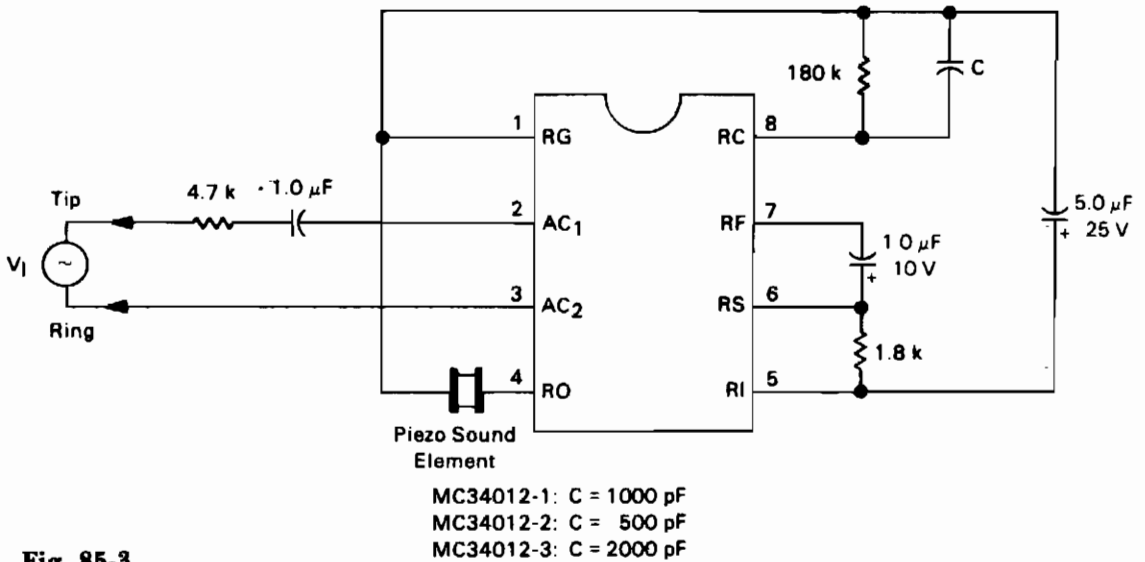 180 k
C
1 RG
RC 8
Tip
4.7 k
1.0 µF
2 AC1
RF 7
5.0 µF
+ 25 V
VI
~
1 0 µF
+ 10 V
3 AC2
RS 6
Ring
1.8 k
4 RO
RI 5
Piezo Sound
Element
MC34012-1: C = 1000 pF
MC34012-2: C = 500 pF
MC34012-3: C = 2000 pF
Fig. 85-3